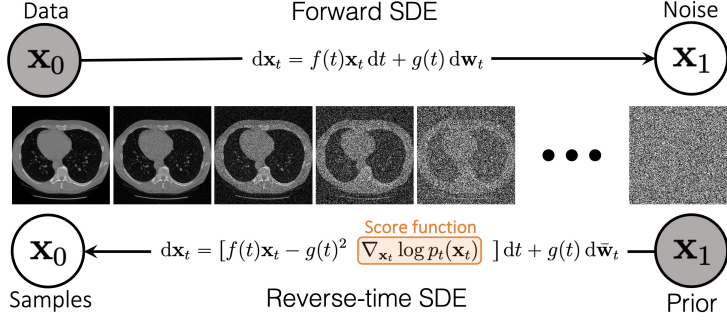 Data
Forward SDE
Noise
x₀
dxₜ = f(t)xₜ dt + g(t) dwₜ
x₁
Score function
x₀
dxₜ = [f(t)xₜ − g(t)² ∇ₓₜ log pₜ(xₜ) ] dt + g(t) dw̄ₜ
x₁
Samples
Reverse-time SDE
Prior